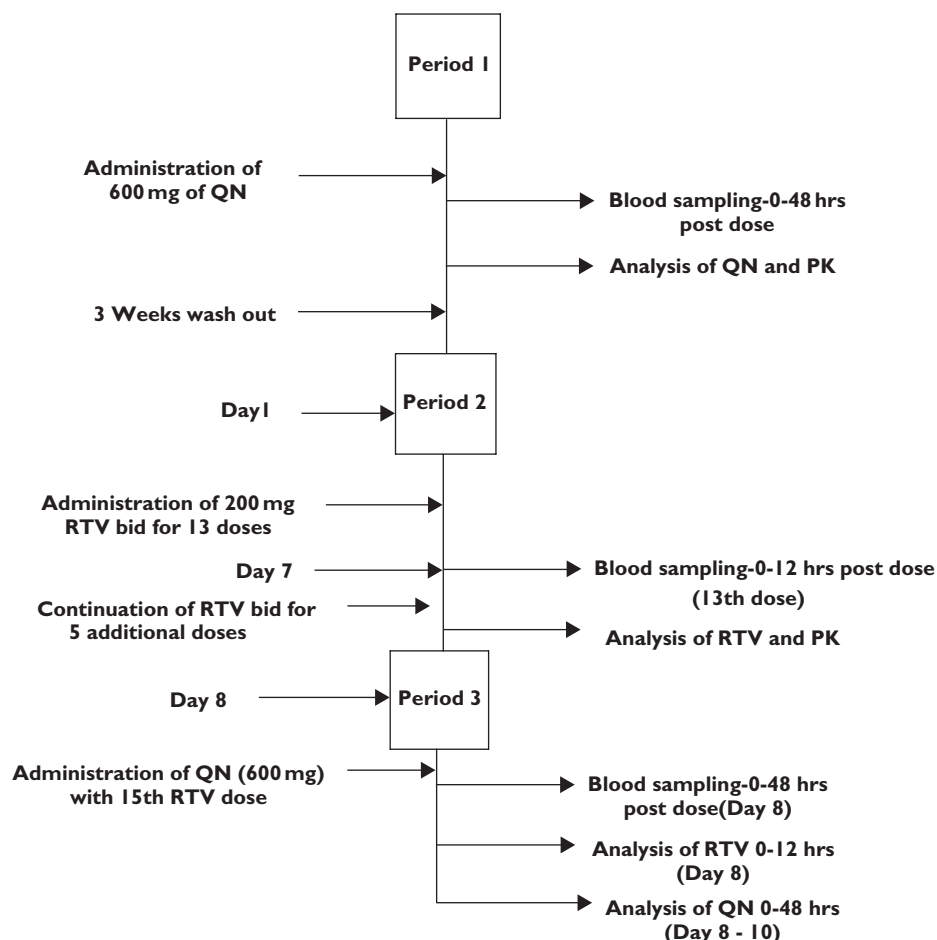 Period 1
Administration of
600 mg of QN
Blood sampling-0-48 hrs
post dose
Analysis of QN and PK
3 Weeks wash out
Period 2
Day1
Administration of 200 mg
RTV bid for 13 doses
Day 7
Blood sampling-0-12 hrs post dose
(13th dose)
Continuation of RTV bid for
5 additional doses
Analysis of RTV and PK
Period 3
Day 8
Administration of QN (600 mg)
with 15th RTV dose
Blood sampling-0-48 hrs
post dose(Day 8)
Analysis of RTV 0-12 hrs
(Day 8)
Analysis of QN 0-48 hrs
(Day 8 - 10)